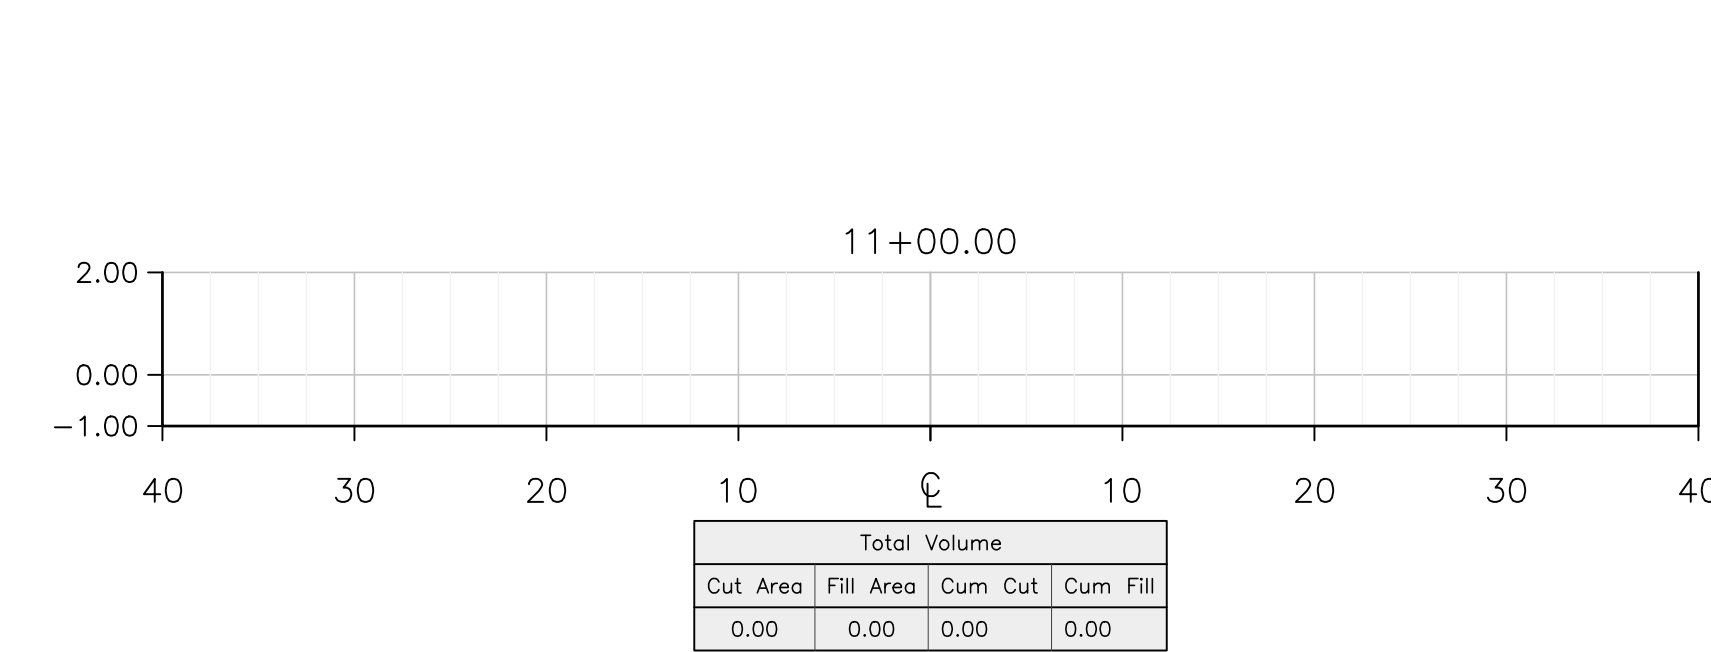 11+00.00
2.00
0.00
-1.00
40 30 20 10 ℄ 10 20 30 40
Total Volume
Cut Area Fill Area Cum Cut Cum Fill
0.00 0.00 0.00 0.00